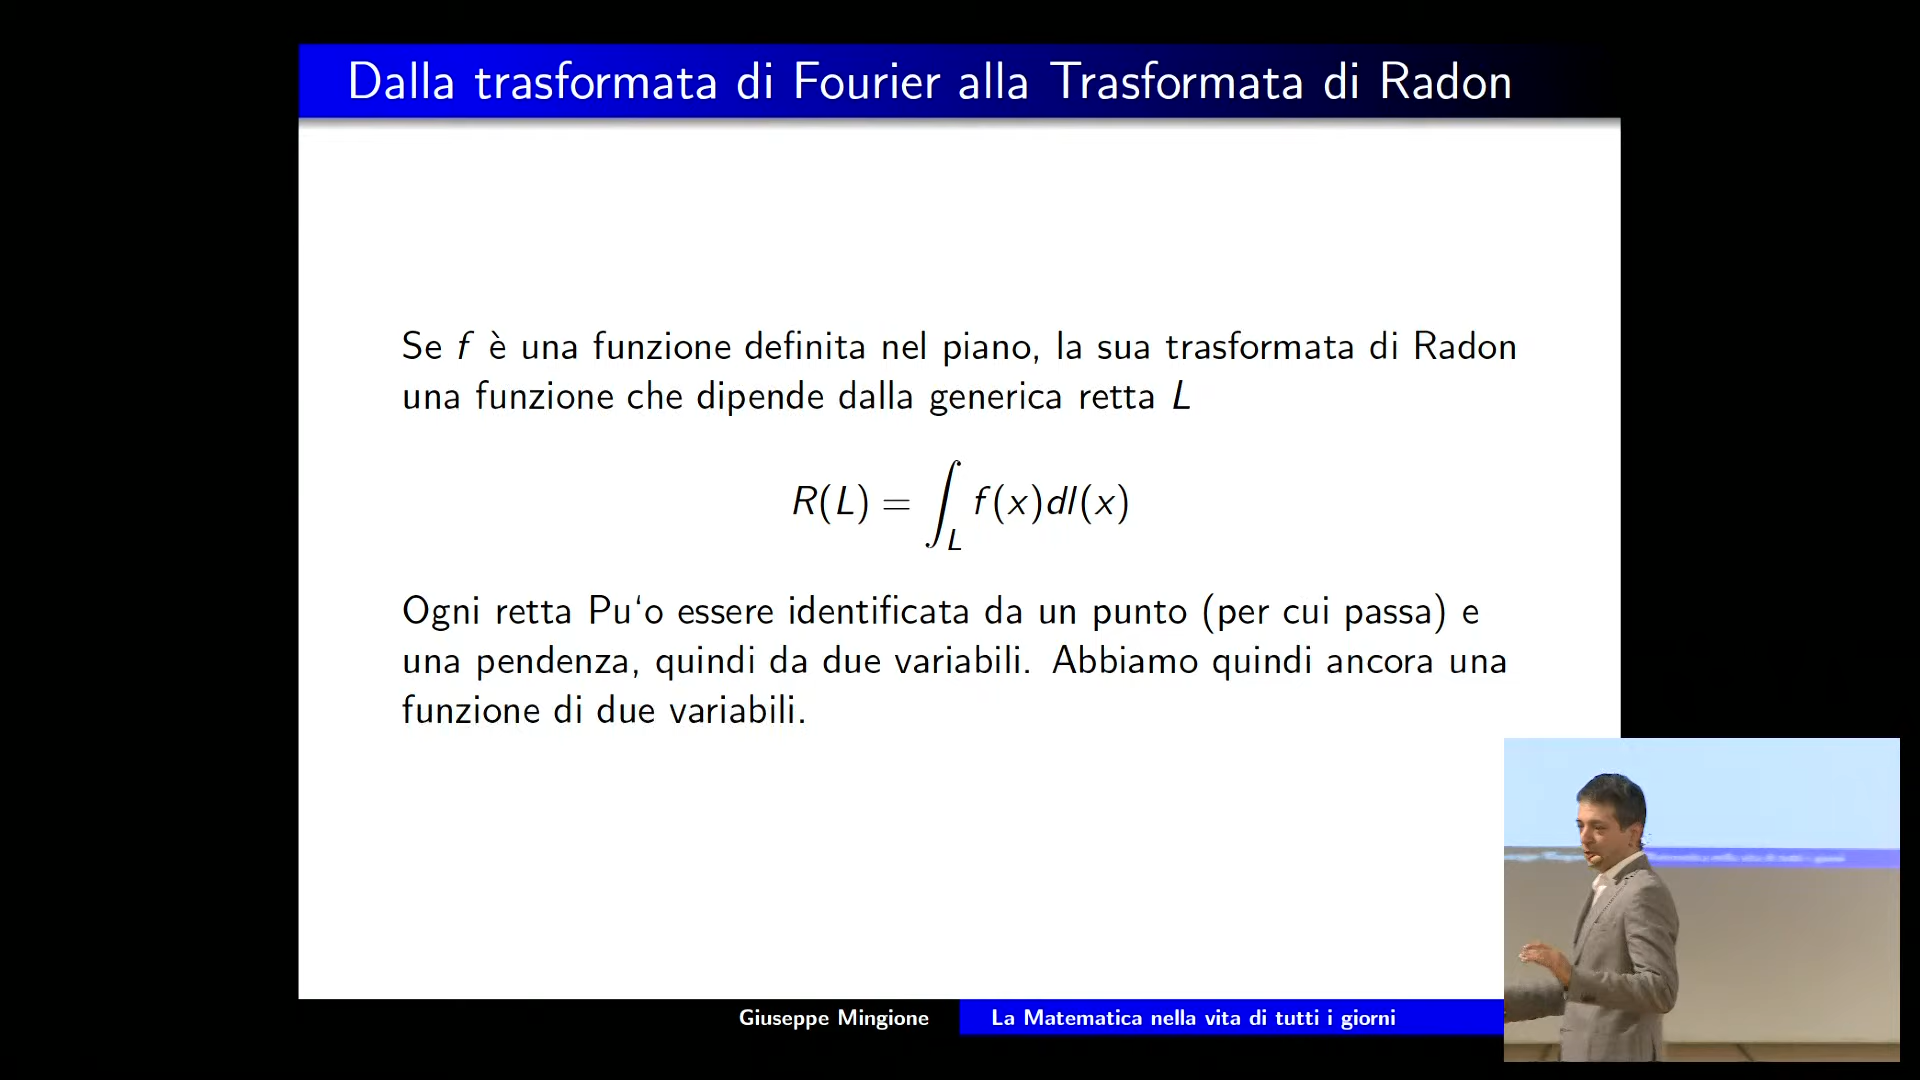 Dalla trasformata di Fourier alla Trasformata di Radon
Se f è una funzione definita nel piano, la sua trasformata di Radon
una funzione che dipende dalla generica retta L
R(L) = ∫_L f(x)dl(x)
Ogni retta Pu‘o essere identificata da un punto (per cui passa) e
una pendenza, quindi da due variabili. Abbiamo quindi ancora una
funzione di due variabili.
Giuseppe Mingione
La Matematica nella vita di tutti i giorni